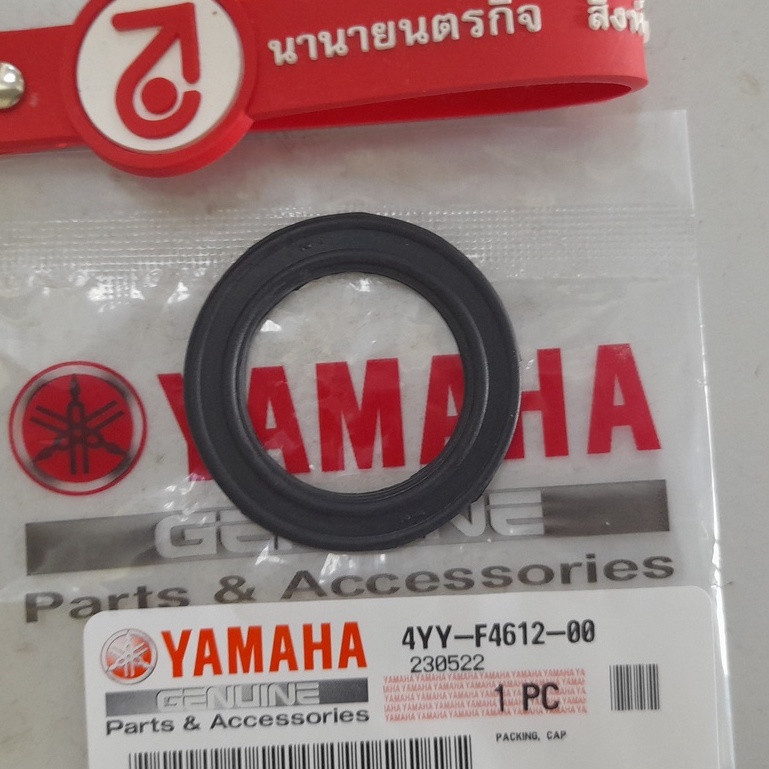 นานายนตรกิจ
YAMAHA
GENUINE
Parts & Accessories
YAMAHA
GENUINE
Parts & Accessories
4YY-F4612-00
230522
1 PC
PACKING, CAP